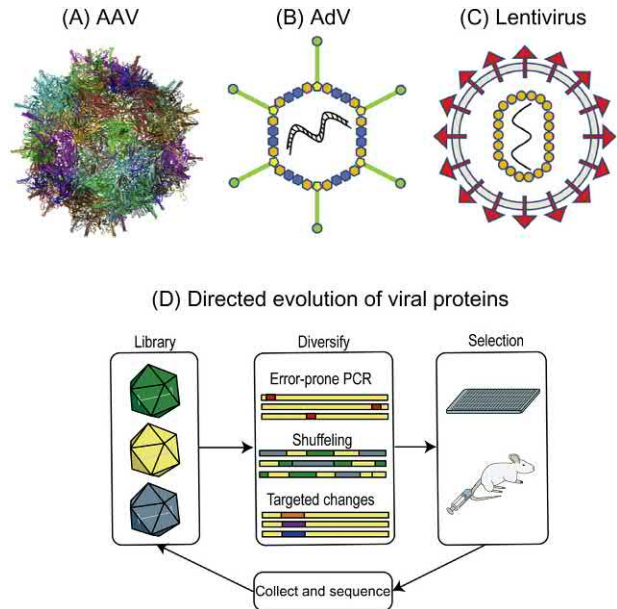 (A) AAV
(B) AdV
(C) Lentivirus
(D) Directed evolution of viral proteins
Library
Diversify
Selection
Error-prone PCR
Shuffeling
Targeted changes
Collect and sequence